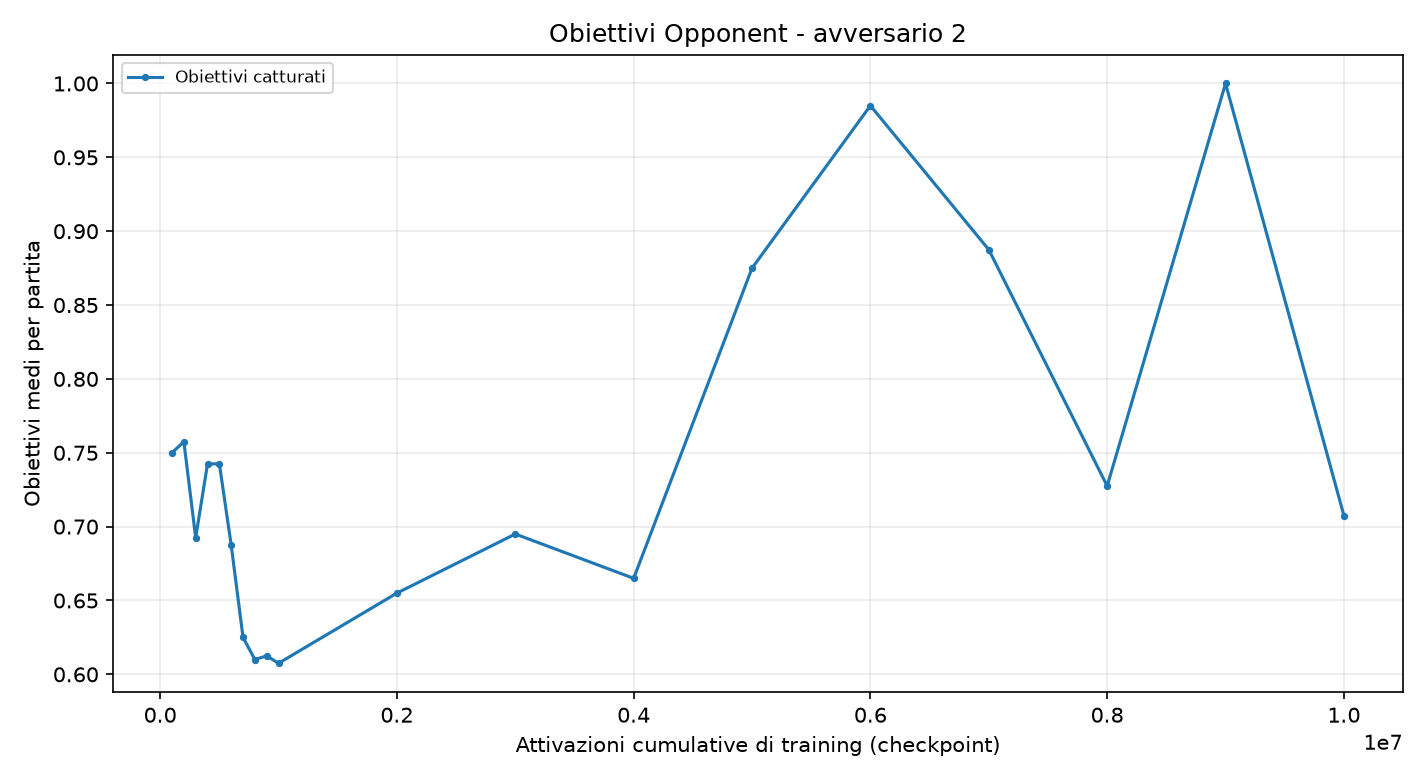 Obiettivi Opponent - avversario 2
Obiettivi catturati
Obiettivi medi per partita
1.00
0.95
0.90
0.85
0.80
0.75
0.70
0.65
0.60
0.0 0.2 0.4 0.6 0.8 1.0
1e7
Attivazioni cumulative di training (checkpoint)